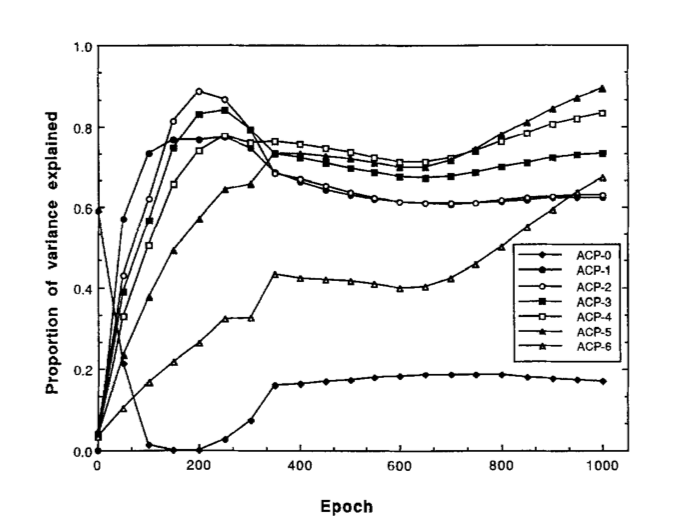 1.0
0.8
0.6
0.4
0.2
0.0
0
200
400
600
800
1000
Proportion of variance explained
Epoch
ACP-0
ACP-1
ACP-2
ACP-3
ACP-4
ACP-5
ACP-6